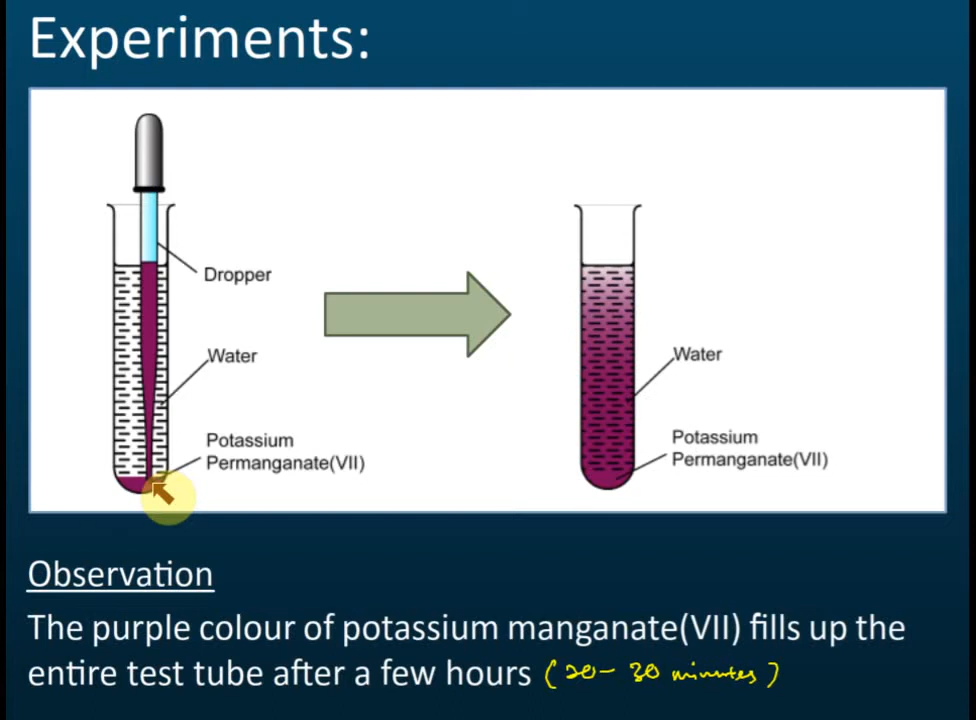 Experiments:
Dropper
Water
Potassium
Permanganate(VII)
Water
Potassium
Permanganate(VII)
Observation
The purple colour of potassium manganate(VII) fills up the
entire test tube after a few hours (20- 30 minutes)